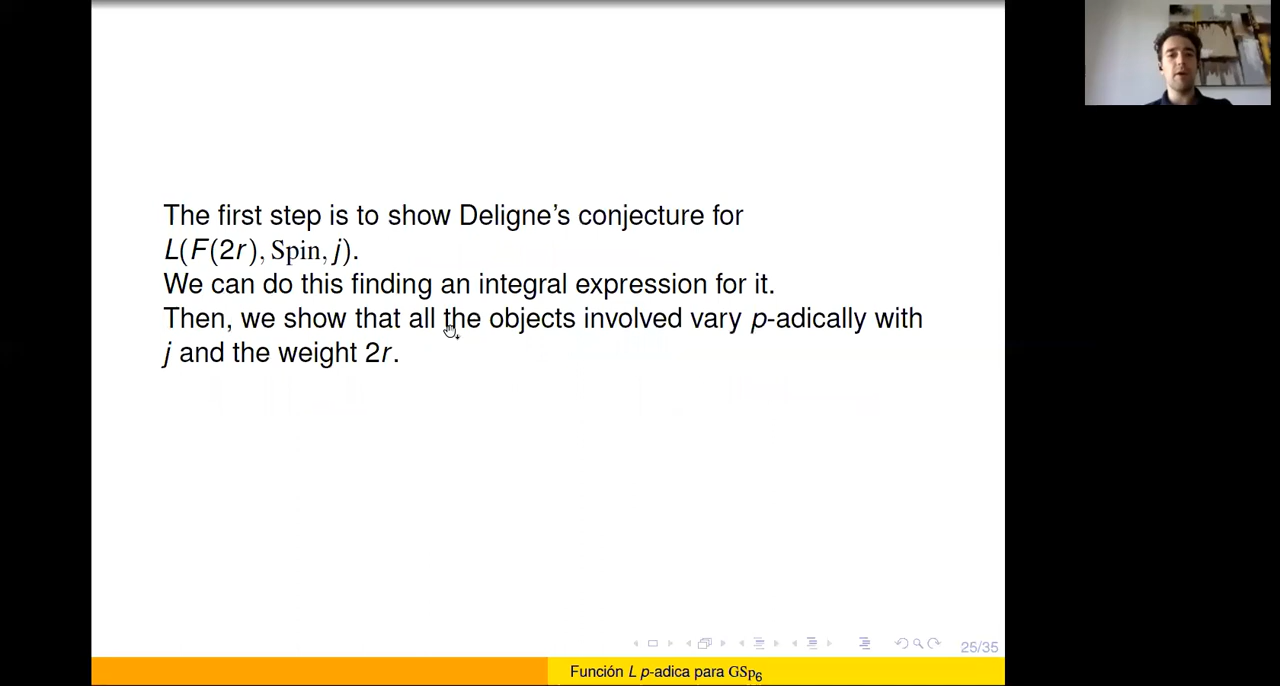 The first step is to show Deligne's conjecture for
L(F(2r), Spin, j).
We can do this finding an integral expression for it.
Then, we show that all the objects involved vary p-adically with
j and the weight 2r.
25/35
Función L p-adica para GSp₆